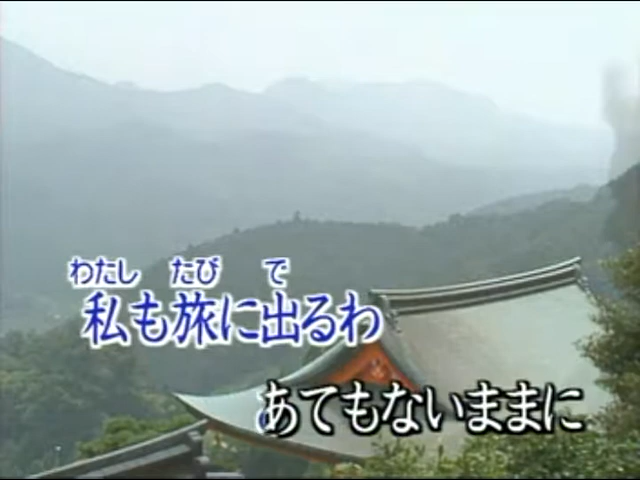 わたし たび で
私も旅に出るわ
あてもないままに